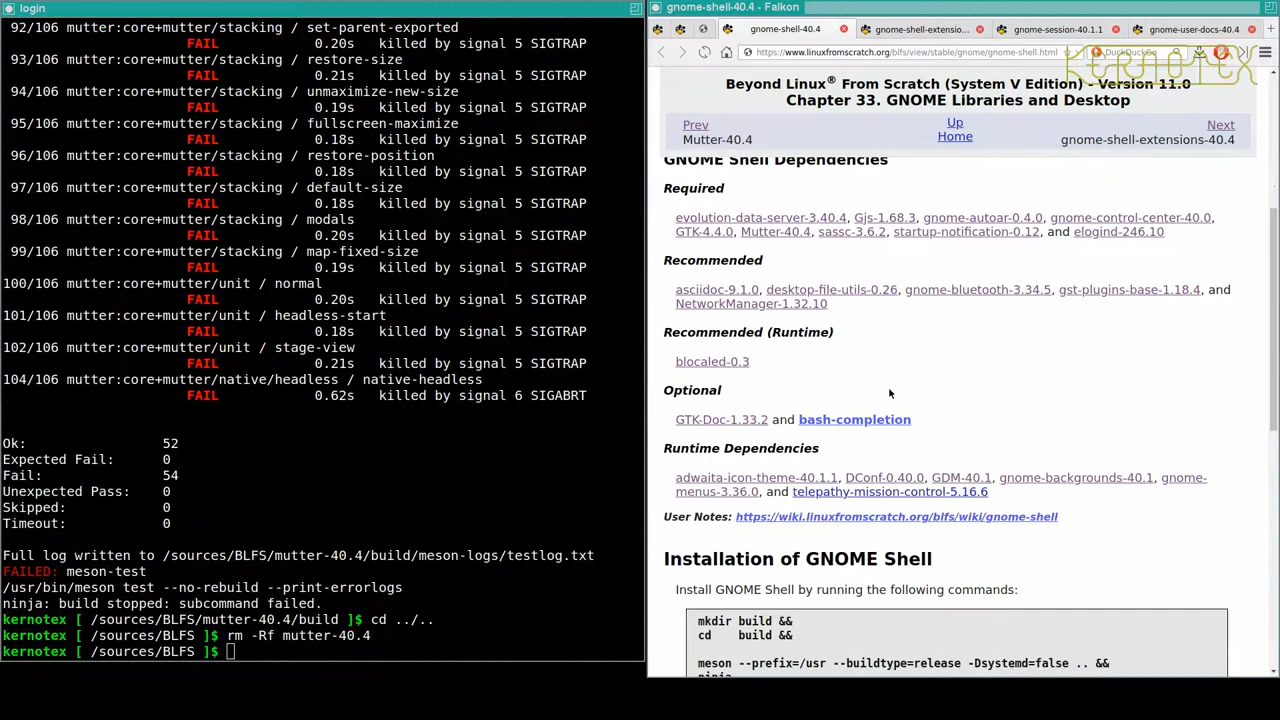 login
92/106 mutter:core+mutter/stacking / set-parent-exported
FAIL 0.20s killed by signal 5 SIGTRAP
93/106 mutter:core+mutter/stacking / restore-size
FAIL 0.21s killed by signal 5 SIGTRAP
94/106 mutter:core+mutter/stacking / unmaximize-new-size
FAIL 0.19s killed by signal 5 SIGTRAP
95/106 mutter:core+mutter/stacking / fullscreen-maximize
FAIL 0.18s killed by signal 5 SIGTRAP
96/106 mutter:core+mutter/stacking / restore-position
FAIL 0.18s killed by signal 5 SIGTRAP
97/106 mutter:core+mutter/stacking / default-size
FAIL 0.18s killed by signal 5 SIGTRAP
98/106 mutter:core+mutter/stacking / modals
FAIL 0.20s killed by signal 5 SIGTRAP
99/106 mutter:core+mutter/stacking / map-fixed-size
FAIL 0.19s killed by signal 5 SIGTRAP
100/106 mutter:core+mutter/unit / normal
FAIL 0.20s killed by signal 5 SIGTRAP
101/106 mutter:core+mutter/unit / headless-start
FAIL 0.18s killed by signal 5 SIGTRAP
102/106 mutter:core+mutter/unit / stage-view
FAIL 0.21s killed by signal 5 SIGTRAP
104/106 mutter:core+mutter/native/headless / native-headless
FAIL 0.62s killed by signal 6 SIGABRT
Ok: 52
Expected Fail: 0
Fail: 54
Unexpected Pass: 0
Skipped: 0
Timeout: 0
Full log written to /sources/BLFS/mutter-40.4/build/meson-logs/testlog.txt
FAILED: meson-test
/usr/bin/meson test --no-rebuild --print-errorlogs
ninja: build stopped: subcommand failed.
kernotex [ /sources/BLFS/mutter-40.4/build ]$ cd ../..
kernotex [ /sources/BLFS ]$ rm -Rf mutter-40.4
kernotex [ /sources/BLFS ]$
gnome-shell-40.4 - Falkon
gnome-shell-40.4 gnome-shell-extensio... gnome-session-40.1.1 gnome-user-docs-40.4
https://www.linuxfromscratch.org/blfs/view/stable/gnome/gnome-shell.html DuckDuckGo
KERNOTEX
Beyond Linux® From Scratch (System V Edition) - Version 11.0
Chapter 33. GNOME Libraries and Desktop
Prev Up Next
Mutter-40.4 Home gnome-shell-extensions-40.4
GNOME Shell Dependencies
Required
evolution-data-server-3.40.4, Gjs-1.68.3, gnome-autoar-0.4.0, gnome-control-center-40.0,
GTK-4.4.0, Mutter-40.4, sassc-3.6.2, startup-notification-0.12, and elogind-246.10
Recommended
asciidoc-9.1.0, desktop-file-utils-0.26, gnome-bluetooth-3.34.5, gst-plugins-base-1.18.4, and
NetworkManager-1.32.10
Recommended (Runtime)
blocaled-0.3
Optional
GTK-Doc-1.33.2 and bash-completion
Runtime Dependencies
adwaita-icon-theme-40.1.1, DConf-0.40.0, GDM-40.1, gnome-backgrounds-40.1, gnome-
menus-3.36.0, and telepathy-mission-control-5.16.6
User Notes: https://wiki.linuxfromscratch.org/blfs/wiki/gnome-shell
Installation of GNOME Shell
Install GNOME Shell by running the following commands:
mkdir build &&
cd build &&
meson --prefix=/usr --buildtype=release -Dsystemd=false .. &&
ninja